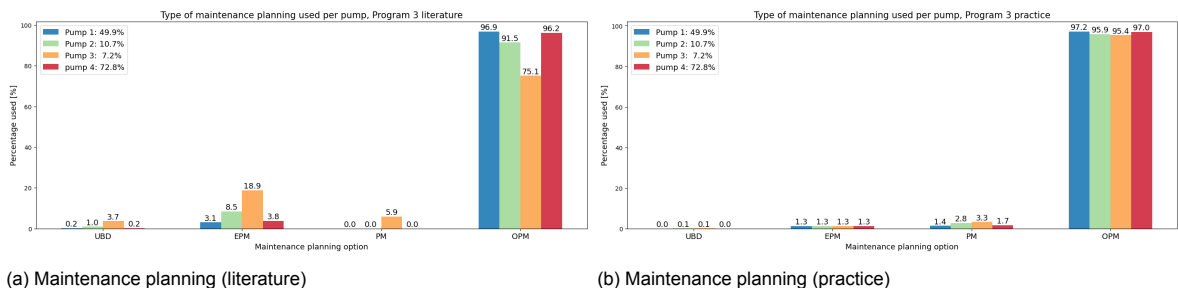 Type of maintenance planning used per pump, Program 3 literature
Percentage used [%]
100
80
60
40
20
0
Pump 1: 49.9%
Pump 2: 10.7%
Pump 3: 7.2%
pump 4: 72.8%
0.2 1.0 3.7 0.2
3.1 8.5 18.9 3.8
0.0 0.0 5.9 0.0
96.9 91.5 75.1 96.2
UBD EPM PM OPM
Maintenance planning option
(a) Maintenance planning (literature)
Type of maintenance planning used per pump, Program 3 practice
Percentage used [%]
100
80
60
40
20
0
Pump 1: 49.9%
Pump 2: 10.7%
Pump 3: 7.2%
pump 4: 72.8%
0.0 0.1 0.1 0.0
1.3 1.3 1.3 1.3
1.4 2.8 3.3 1.7
97.2 95.9 95.4 97.0
UBD EPM PM OPM
Maintenance planning option
(b) Maintenance planning (practice)